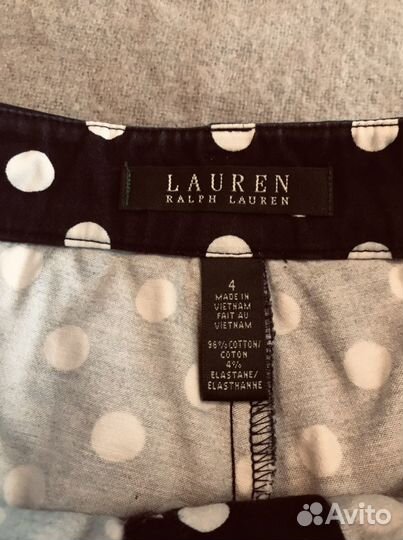 LAUREN
RALPH LAUREN
4
MADE IN
VIETNAM
FAIT AU
VIETNAM
96% COTTON/
COTON
4%
ELASTANE/
ELASTHANNE
Avito